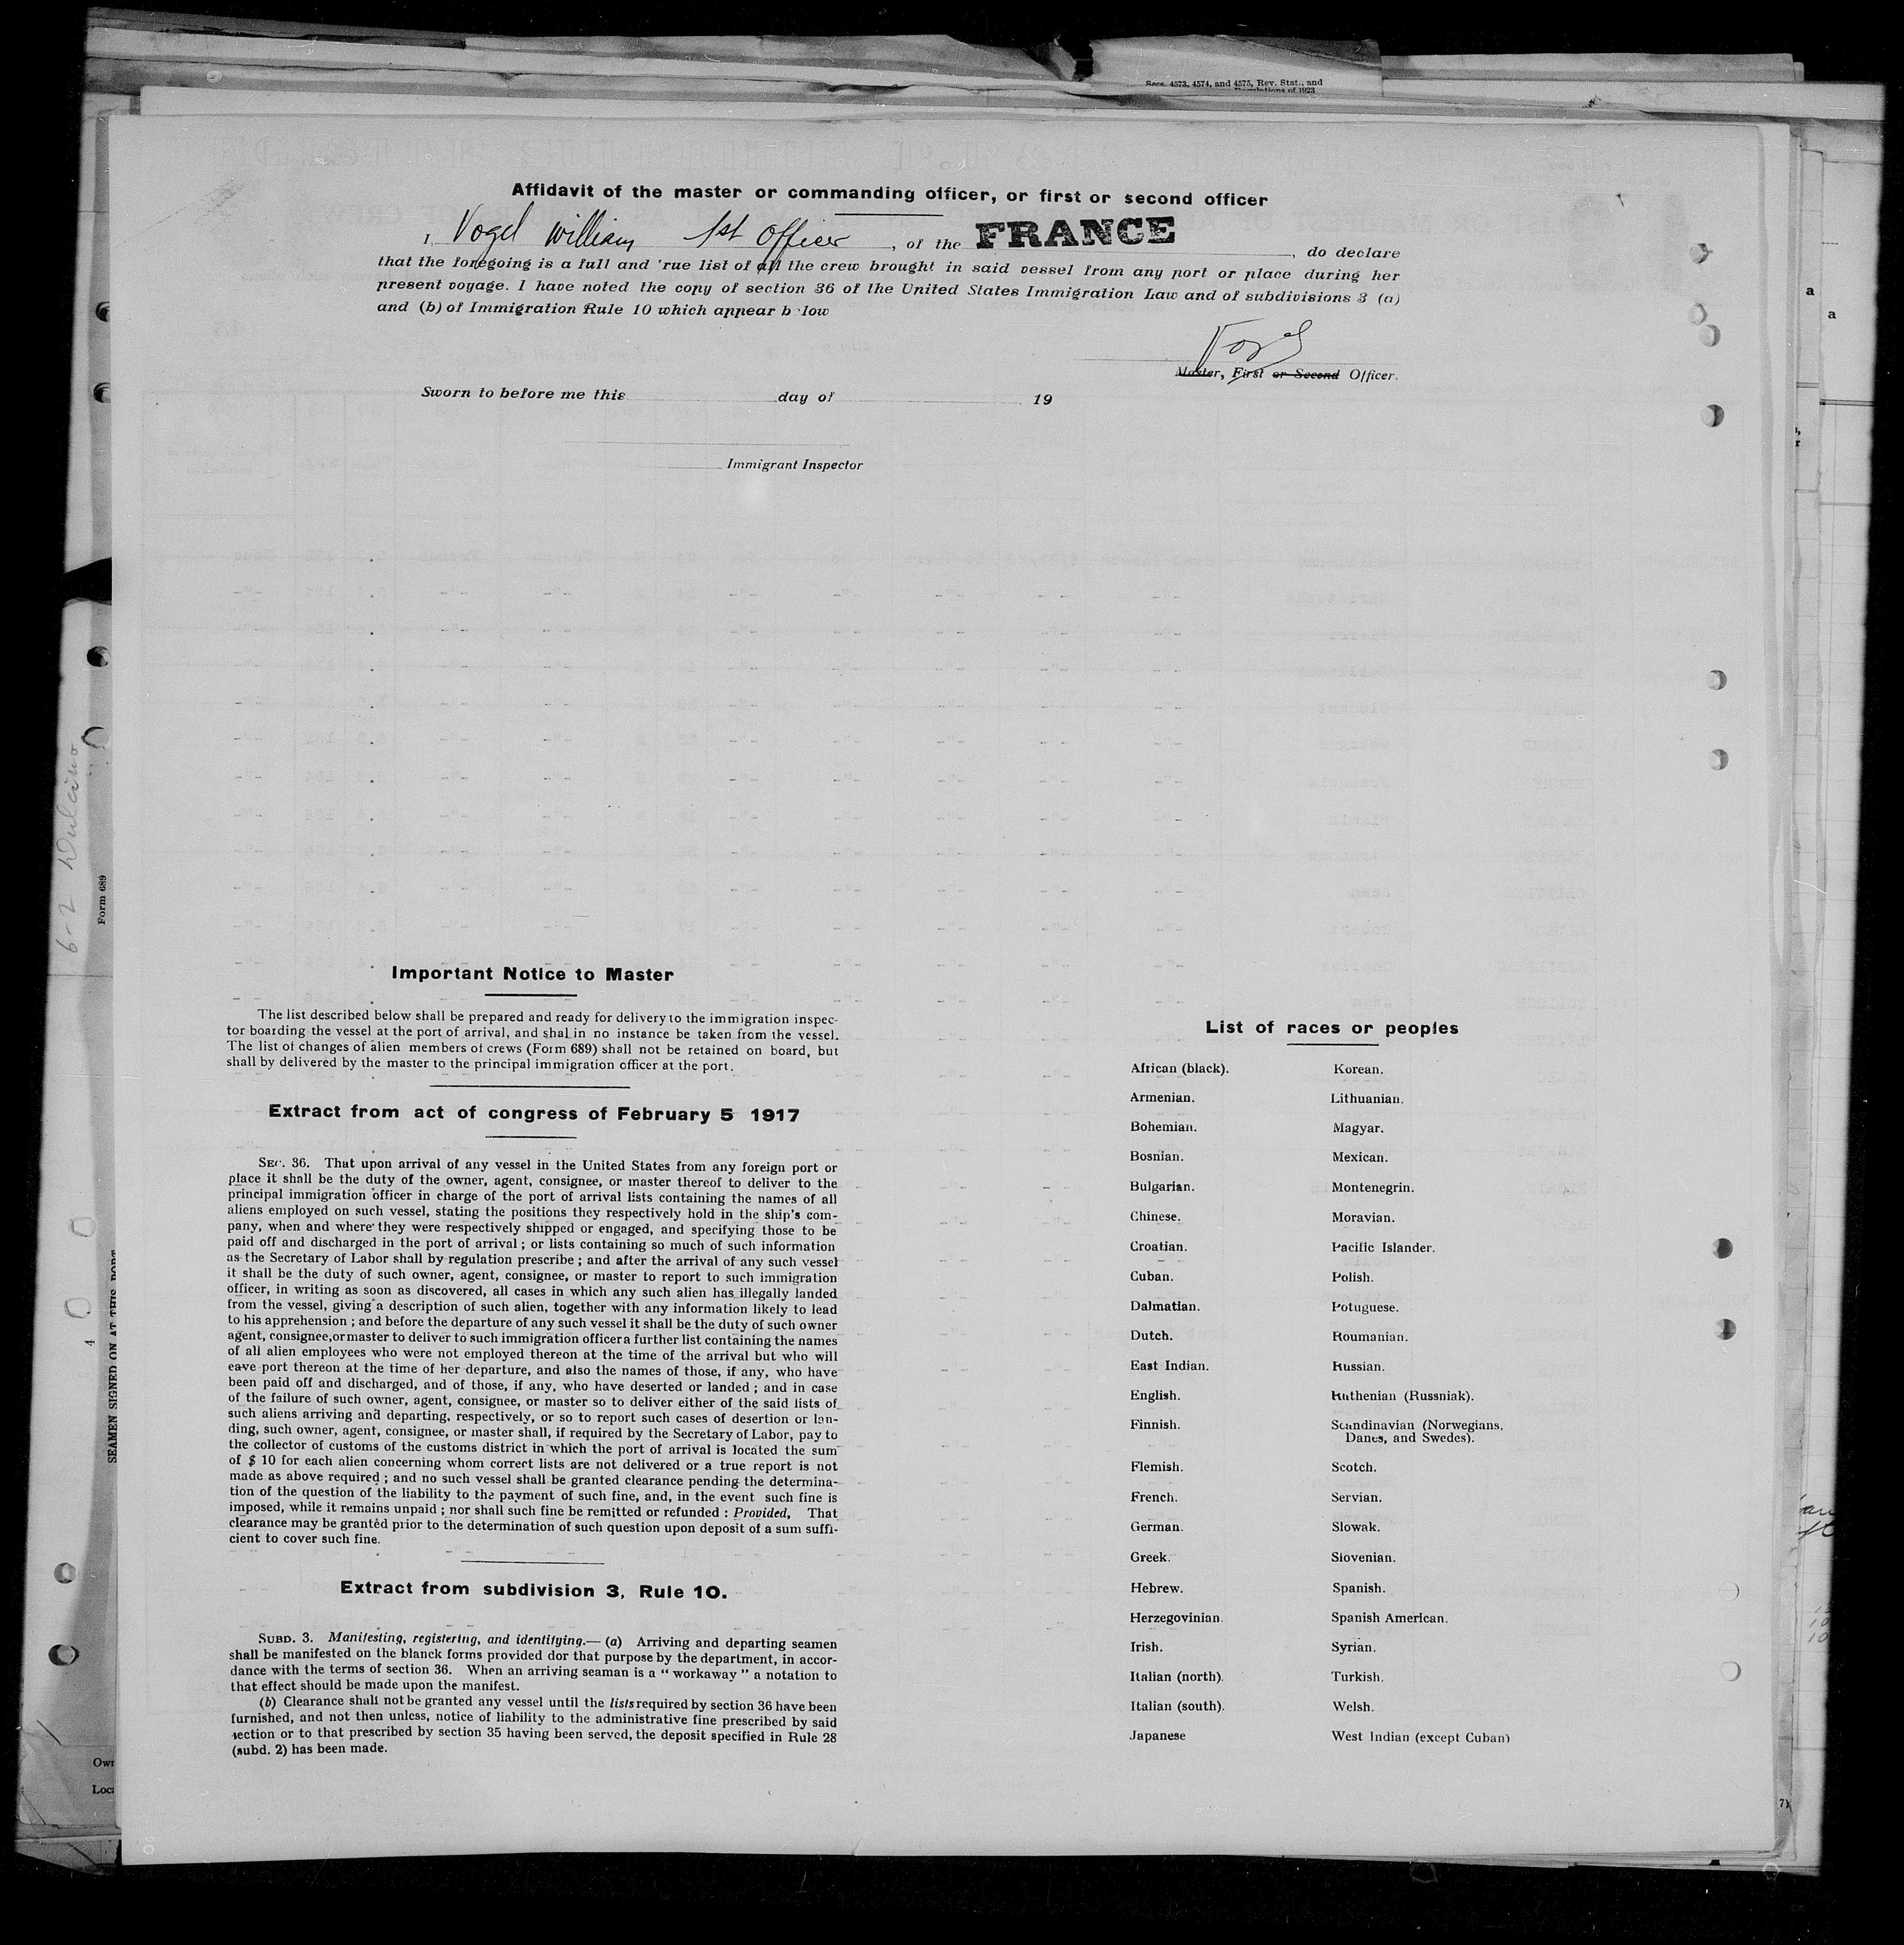 Secs. 4573, 4574, and 4575, Rev. Stat., and
Regulations of 1923
Affidavit of the master or commanding officer, or first or second officer
I, Vogel William 1st Officer, of the FRANCE, do declare
that the foregoing is a full and 'rue list of all the crew brought in said vessel from any port or place during her
present voyage. I have noted the copy of section 36 of the United States Immigration Law and of subdivisions 3 (a)
and (b) of Immigration Rule 10 which appear b low
Vogel
Master, First or Second Officer.
Sworn to before me this day of 19
Immigrant Inspector
6-2 Dulcino
Form 689
SEAMEN SIGNED ON AT THIS PORT
Important Notice to Master
The list described below shall be prepared and ready for delivery to the immigration inspec-
tor boarding the vessel at the port of arrival, and shal in no instance be taken from the vessel.
The list of changes of alien members of crews (Form 689) shall not be retained on board, but
shall by delivered by the master to the principal immigration officer at the port.
Extract from act of congress of February 5 1917
SEC. 36. That upon arrival of any vessel in the United States from any foreign port or
place it shall be the duty of the owner, agent, consignee, or master thereof to deliver to the
principal immigration officer in charge of the port of arrival lists containing the names of all
aliens employed on such vessel, stating the positions they respectively hold in the ship's com-
pany, when and where they were respectively shipped or engaged, and specifying those to be
paid off and discharged in the port of arrival ; or lists containing so much of such information
as the Secretary of Labor shall by regulation prescribe ; and after the arrival of any such vessel
it shall be the duty of such owner, agent, consignee, or master to report to such immigration
officer, in writing as soon as discovered, all cases in which any such alien has illegally landed
from the vessel, giving a description of such alien, together with any information likely to lead
to his apprehension ; and before the departure of any such vessel it shall be the duty of such owner
agent, consignee,or master to deliver to such immigration officer a further list containing the names
of all alien employees who were not employed thereon at the time of the arrival but who will
eave port thereon at the time of her departure, and also the names of those, if any, who have
been paid off and discharged, and of those, if any, who have deserted or landed ; and in case
of the failure of such owner, agent, consignee, or master so to deliver either of the said lists of
such aliens arriving and departing, respectively, or so to report such cases of desertion or lan-
ding, such owner, agent, consignee, or master shall, if required by the Secretary of Labor, pay to
the collector of customs of the customs district in which the port of arrival is located the sum
of $ 10 for each alien concerning whom correct lists are not delivered or a true report is not
made as above required ; and no such vessel shall be granted clearance pending the determina-
tion of the question of the liability to the payment of such fine, and, in the event such fine is
imposed, while it remains unpaid ; nor shall such fine be remitted or refunded : Provided, That
clearance may be granted prior to the determination of such question upon deposit of a sum suffi-
cient to cover such fine.
Extract from subdivision 3, Rule 10.
SUBD. 3. Manifesting, registering, and identifying.— (a) Arriving and departing seamen
shall be manifested on the blanck forms provided dor that purpose by the department, in accor-
dance with the terms of section 36. When an arriving seaman is a " workaway " a notation to
that effect should be made upon the manifest.
(b) Clearance shall not be granted any vessel until the lists required by section 36 have been
furnished, and not then unless, notice of liability to the administrative fine prescribed by said
section or to that prescribed by section 35 having been served, the deposit specified in Rule 28
(subd. 2) has been made.
List of races or peoples
African (black). Korean.
Armenian. Lithuanian.
Bohemian. Magyar.
Bosnian. Mexican.
Bulgarian. Montenegrin.
Chinese. Moravian.
Croatian. Pacific Islander.
Cuban. Polish.
Dalmatian. Potuguese.
Dutch. Roumanian.
East Indian. Russian.
English. Ruthenian (Russniak).
Finnish. Scandinavian (Norwegians,
Danes, and Swedes).
Flemish. Scotch.
French. Servian.
German. Slowak.
Greek. Slovenian.
Hebrew. Spanish.
Herzegovinian. Spanish American.
Irish. Syrian.
Italian (north). Turkish.
Italian (south). Welsh.
Japanese West Indian (except Cuban)